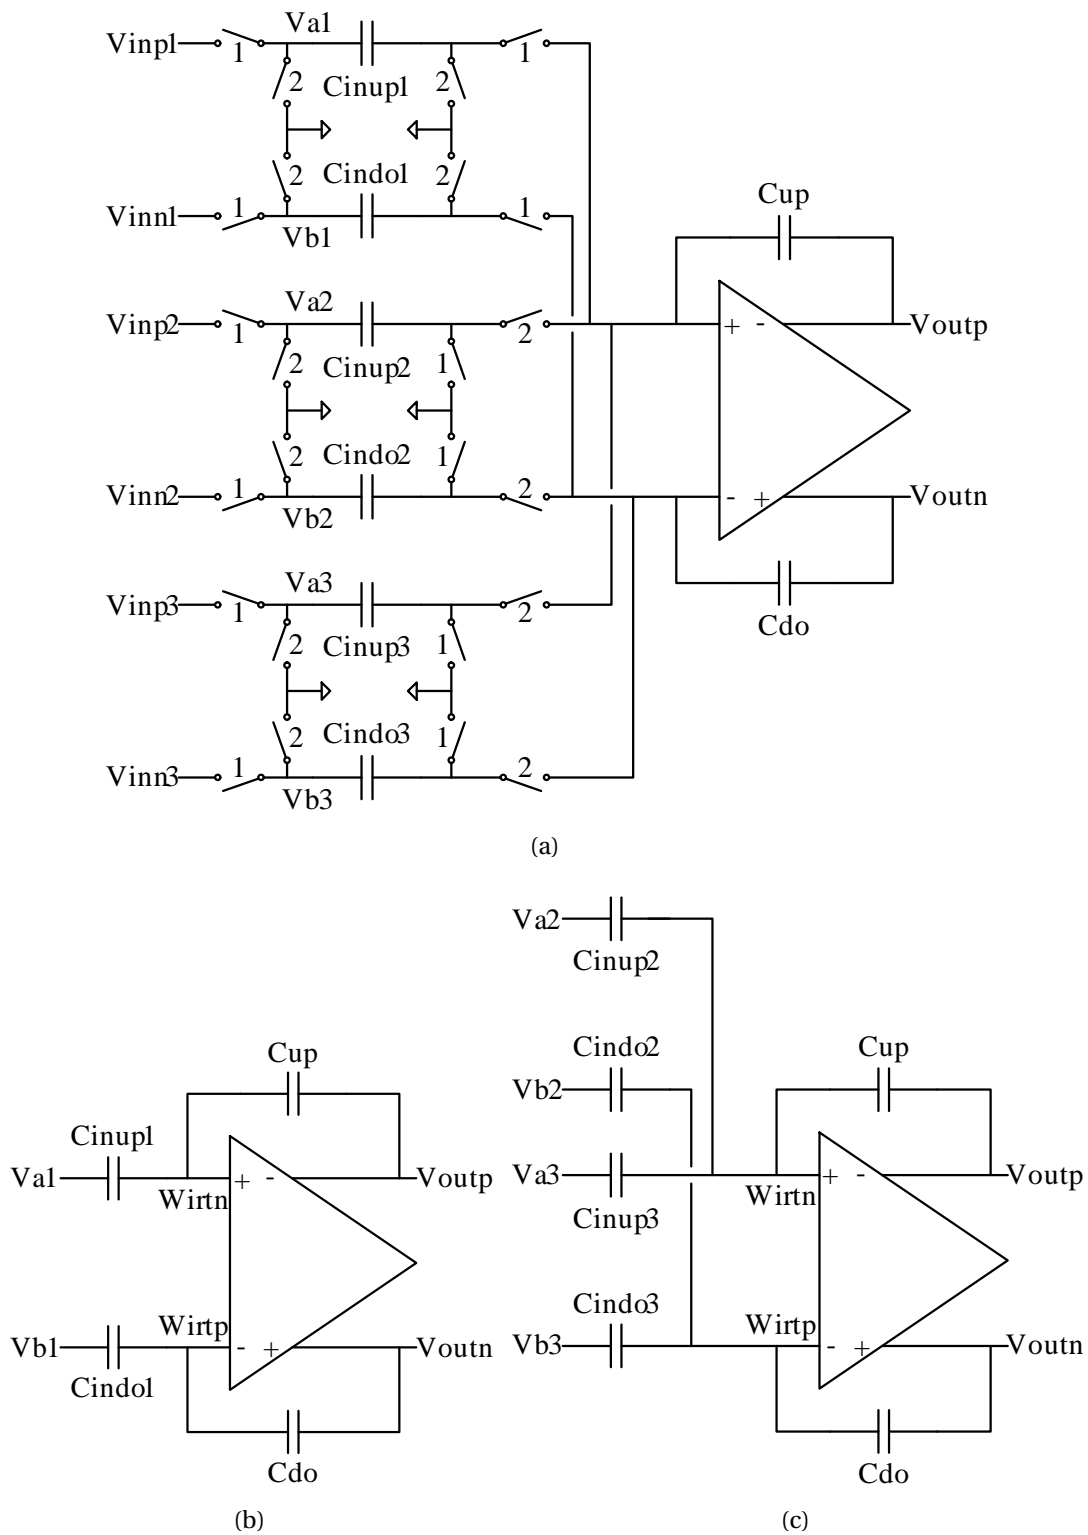 Va1
Vinp1 1 1
2 Cinup1 2
2 Cindo1 2
Vinn1 1 1
Vb1
Cup
Va2
Vinp2 1 2 + - Voutp
2 Cinup2 1
2 Cindo2 1
Vinn2 1 2 - + Voutn
Vb2
Va3
Cdo
Vinp3 1 2
2 Cinup3 1
2 Cindo3 1
Vinn3 1 2
Vb3
(a)
Cup
Cinup1
Va1 + - Voutp
Wirtn
Wirtp
Vb1 - + Voutn
Cindo1
Cdo
(b)
Va2
Cinup2
Cindo2 Cup
Vb2
Va3 + - Voutp
Wirtn
Cinup3
Cindo3
Wirtp
Vb3 - + Voutn
Cdo
(c)